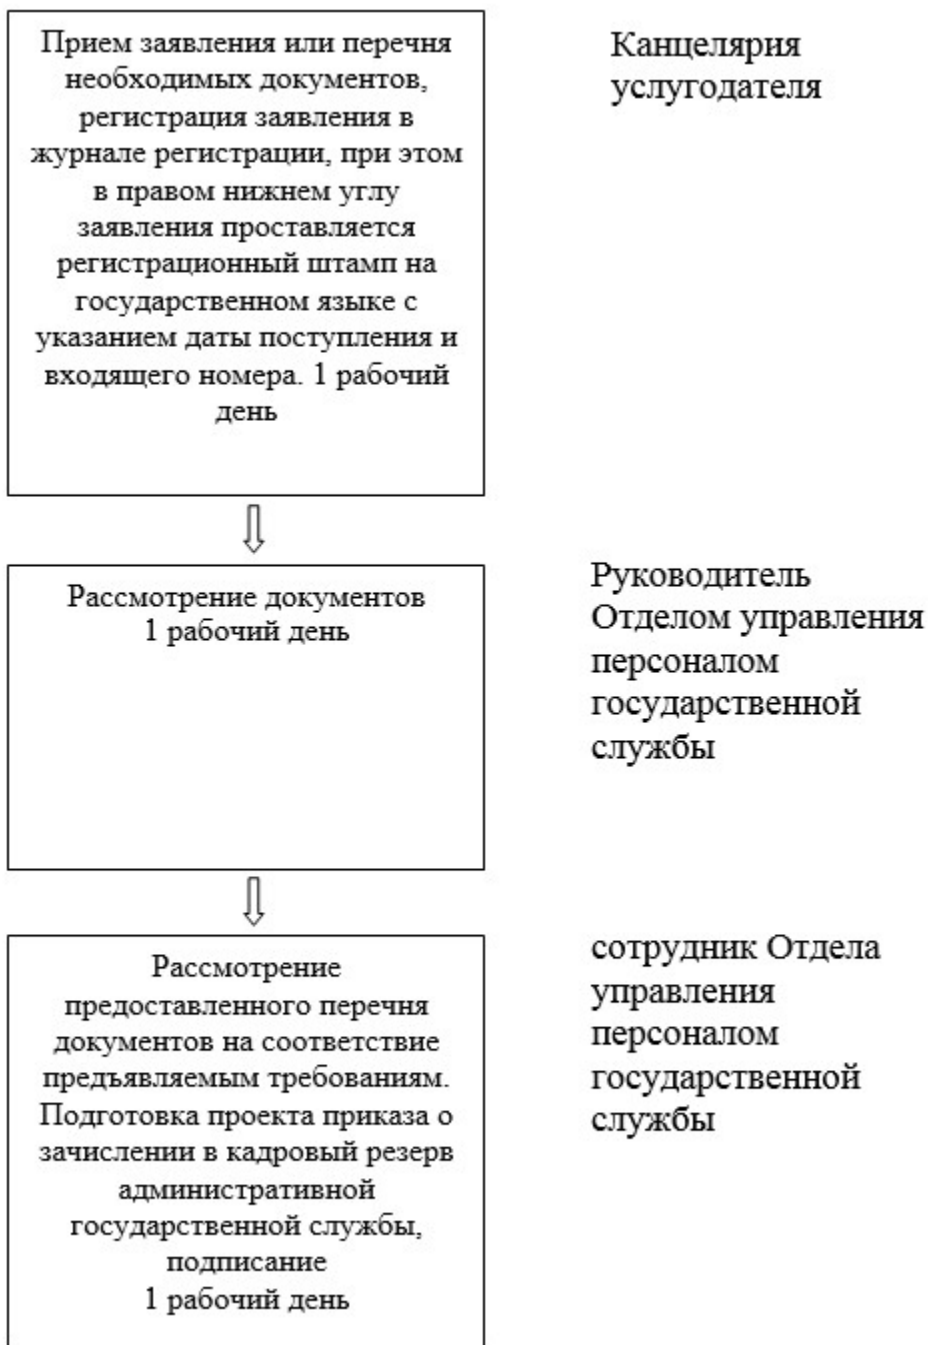 Прием заявления или перечня
необходимых документов,
регистрация заявления в
журнале регистрации, при этом
в правом нижнем углу
заявления проставляется
регистрационный штамп на
государственном языке с
указанием даты поступления и
входящего номера. 1 рабочий
день
Канцелярия
услугодателя
Рассмотрение документов
1 рабочий день
Руководитель
Отделом управления
персоналом
государственной
службы
Рассмотрение
предоставленного перечня
документов на соответствие
предъявляемым требованиям.
Подготовка проекта приказа о
зачислении в кадровый резерв
административной
государственной службы,
подписание
1 рабочий день
сотрудник Отдела
управления
персоналом
государственной
службы